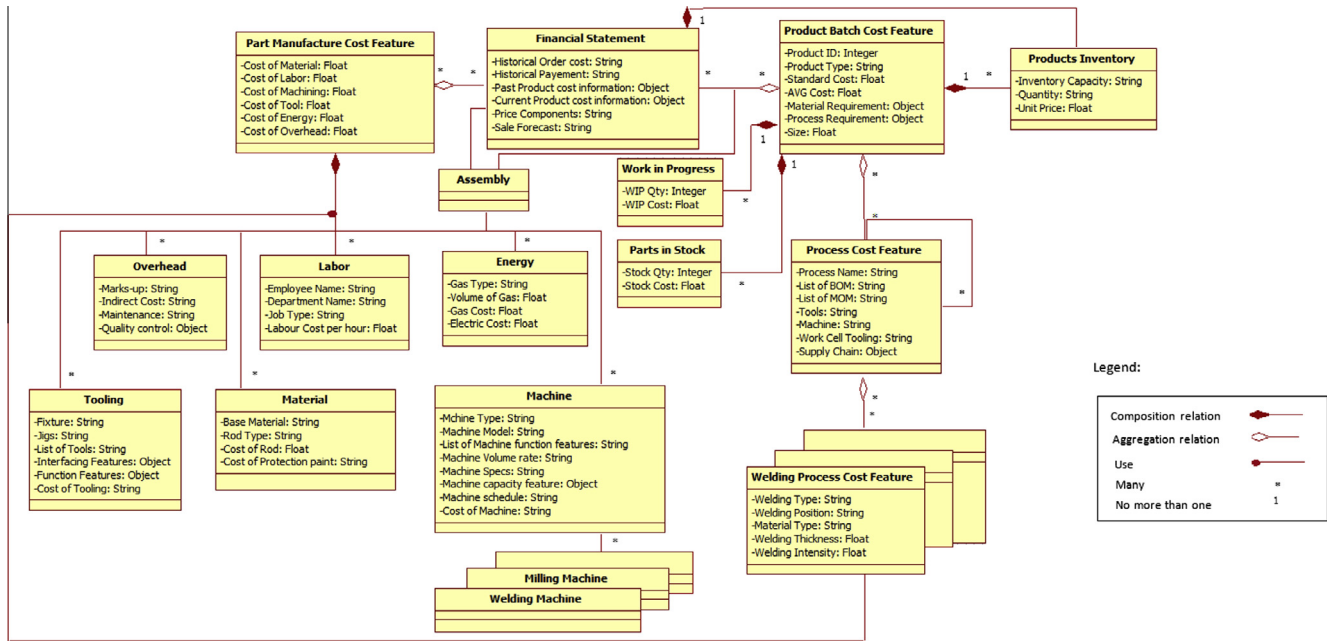 Part Manufacture Cost Feature
-Cost of Material: Float
-Cost of Labor: Float
-Cost of Machining: Float
-Cost of Tool: Float
-Cost of Energy: Float
-Cost of Overhead: Float
*
*
Financial Statement
-Historical Order cost: String
-Historical Payement: String
-Past Product cost information: Object
-Current Product cost information: Object
-Price Components: String
-Sale Forecast: String
1
*
*
Product Batch Cost Feature
-Product ID: Integer
-Product Type: String
-Standard Cost: Float
-AVG Cost: Float
-Material Requirement: Object
-Process Requirement: Object
-Size: Float
1
*
Products Inventory
-Inventory Capacity: String
-Quantity: String
-Unit Price: Float
1
1
Assembly
Work in Progress
-WIP Qty: Integer
-WIP Cost: Float
*
*
*
Parts in Stock
-Stock Qty: Integer
-Stock Cost: Float
*
Process Cost Feature
-Process Name: String
-List of BOM: String
-List of MOM: String
-Tools: String
-Machine: String
-Work Cell Tooling: String
-Supply Chain: Object
*
*
*
*
Overhead
-Marks-up: String
-Indirect Cost: String
-Maintenance: String
-Quality control: Object
*
Labor
-Employee Name: String
-Department Name: String
-Job Type: String
-Labour Cost per hour: Float
*
Energy
-Gas Type: String
-Volume of Gas: Float
-Gas Cost: Float
-Electric Cost: Float
*
Tooling
-Fixture: String
-Jigs: String
-List of Tools: String
-Interfacing Features: Object
-Function Features: Object
-Cost of Tooling: String
*
Material
-Base Material: String
-Rod Type: String
-Cost of Rod: Float
-Cost of Protection paint: String
*
Machine
-Mchine Type: String
-Machine Model: String
-List of Machine function features: String
-Machine Volume rate: String
-Machine Specs: String
-Machine capacity feature: Object
-Machine schedule: String
-Cost of Machine: String
*
Milling Machine
Welding Machine
*
*
Welding Process Cost Feature
-Welding Type: String
-Welding Position: String
-Material Type: String
-Welding Thickness: Float
-Welding Intensity: Float
Legend:
Composition relation
Aggregation relation
Use
Many *
No more than one 1